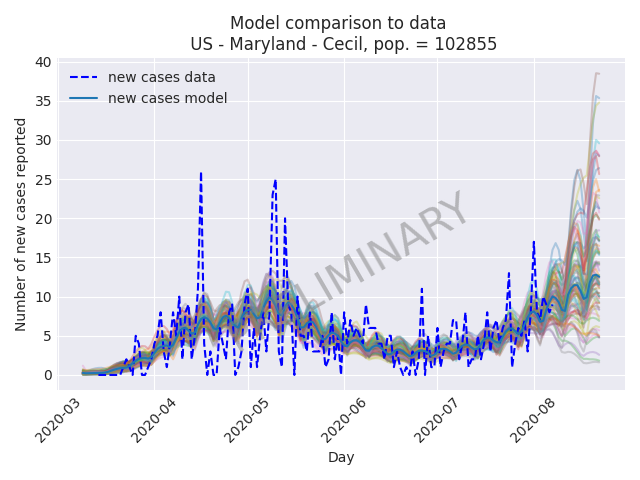 Model comparison to data
US - Maryland - Cecil, pop. = 102855
Number of new cases reported
40
35
30
25
20
15
10
5
0
new cases data
new cases model
LIMINARY
2020-03
2020-04
2020-05
2020-06
2020-07
2020-08
Day